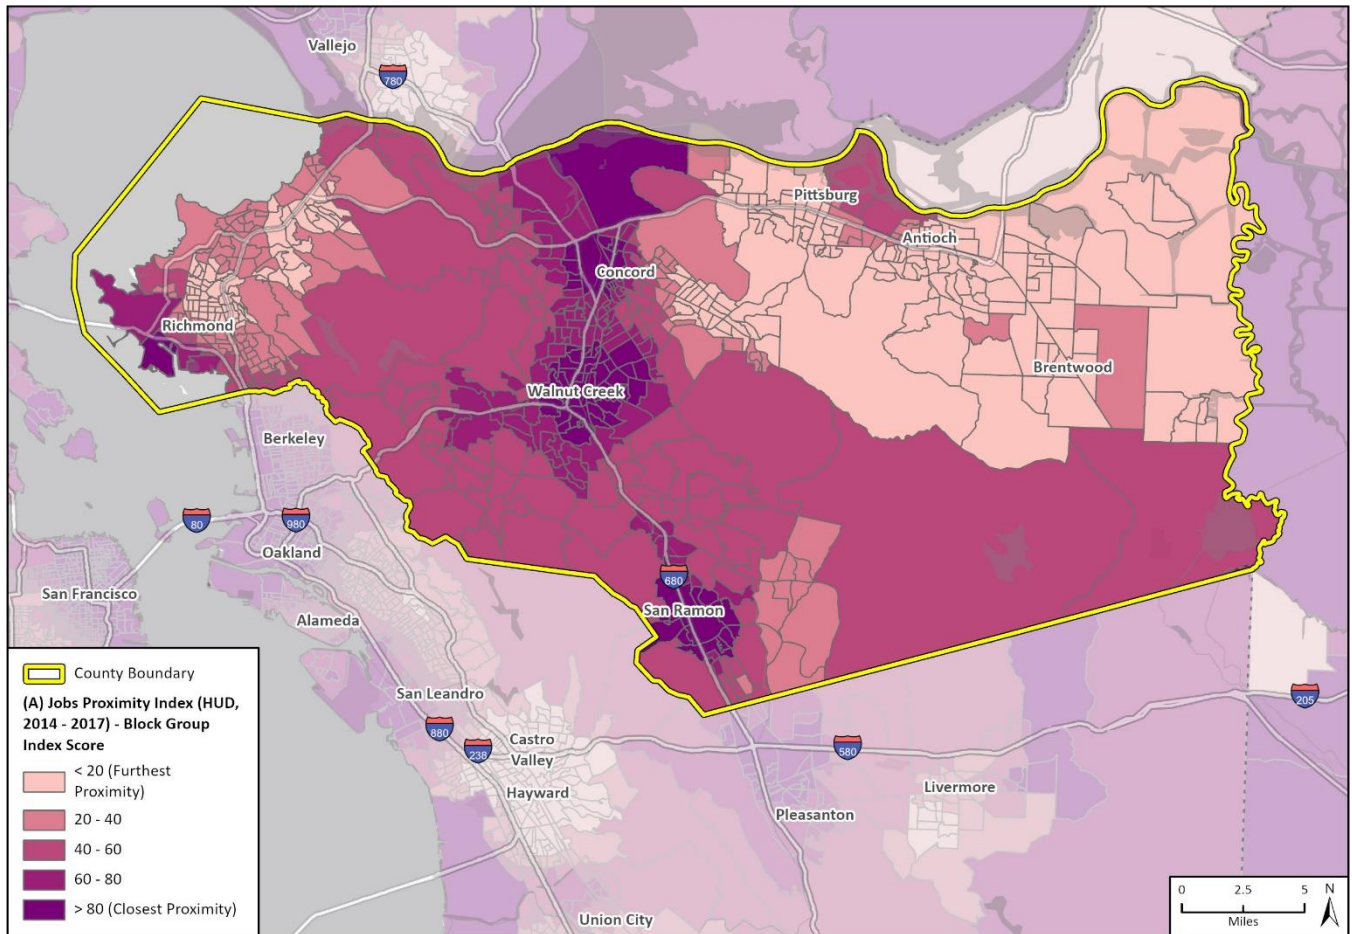 Vallejo
780
Pittsburg
Antioch
Concord
Richmond
Brentwood
Walnut Creek
Berkeley
80
980
Oakland
680
San Francisco
San Ramon
Alameda
County Boundary
(A) Jobs Proximity Index (HUD,
2014 - 2017) - Block Group
Index Score
< 20 (Furthest
Proximity)
20 - 40
40 - 60
60 - 80
> 80 (Closest Proximity)
San Leandro
205
880
238
Castro
Valley
580
Hayward
Livermore
Pleasanton
Union City
0 2.5 5
Miles
N